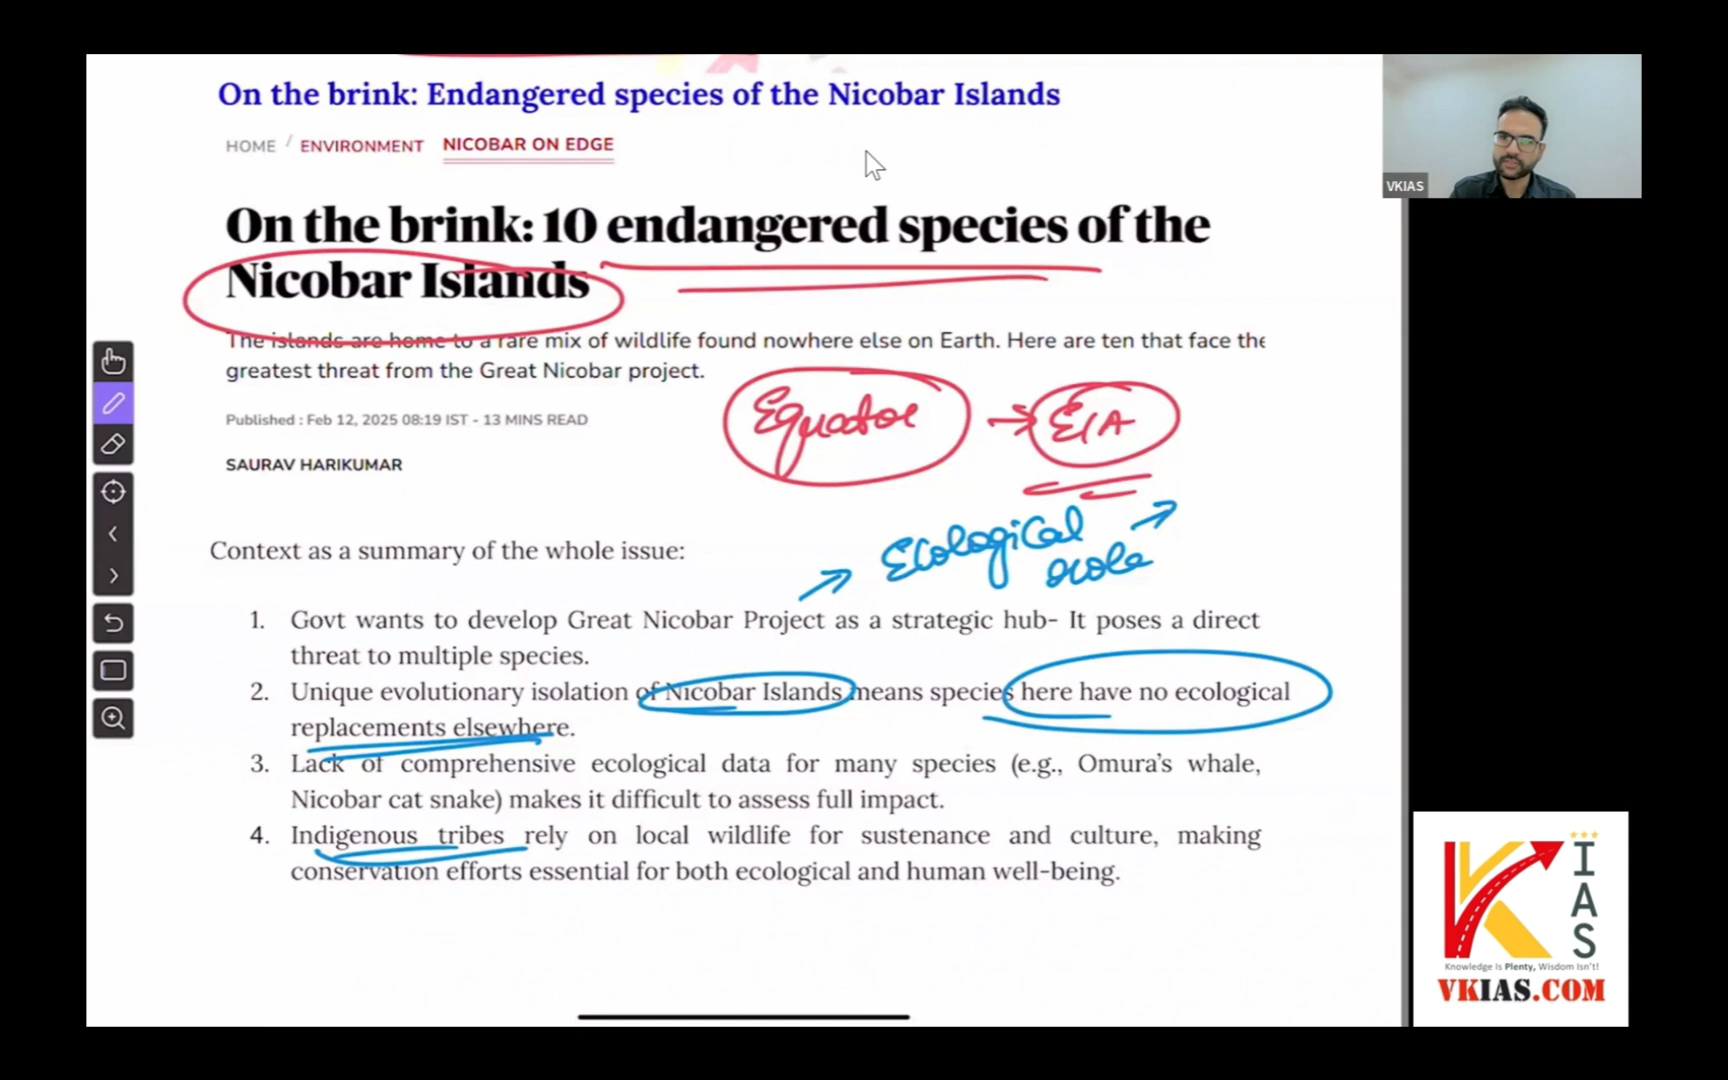 On the brink: Endangered species of the Nicobar Islands
HOME / ENVIRONMENT NICOBAR ON EDGE
On the brink: 10 endangered species of the
Nicobar Islands
The islands are home to a rare mix of wildlife found nowhere else on Earth. Here are ten that face the
greatest threat from the Great Nicobar project.
Published : Feb 12, 2025 08:19 IST - 13 MINS READ
SAURAV HARIKUMAR
Equator → EIA
Ecological
role
Context as a summary of the whole issue:
1. Govt wants to develop Great Nicobar Project as a strategic hub- It poses a direct
threat to multiple species.
2. Unique evolutionary isolation of Nicobar Islands means species here have no ecological
replacements elsewhere.
3. Lack of comprehensive ecological data for many species (e.g., Omura's whale,
Nicobar cat snake) makes it difficult to assess full impact.
4. Indigenous tribes rely on local wildlife for sustenance and culture, making
conservation efforts essential for both ecological and human well-being.
VKIAS
IAS
Knowledge Is Plenty, Wisdom Isn't!
VKIAS.COM